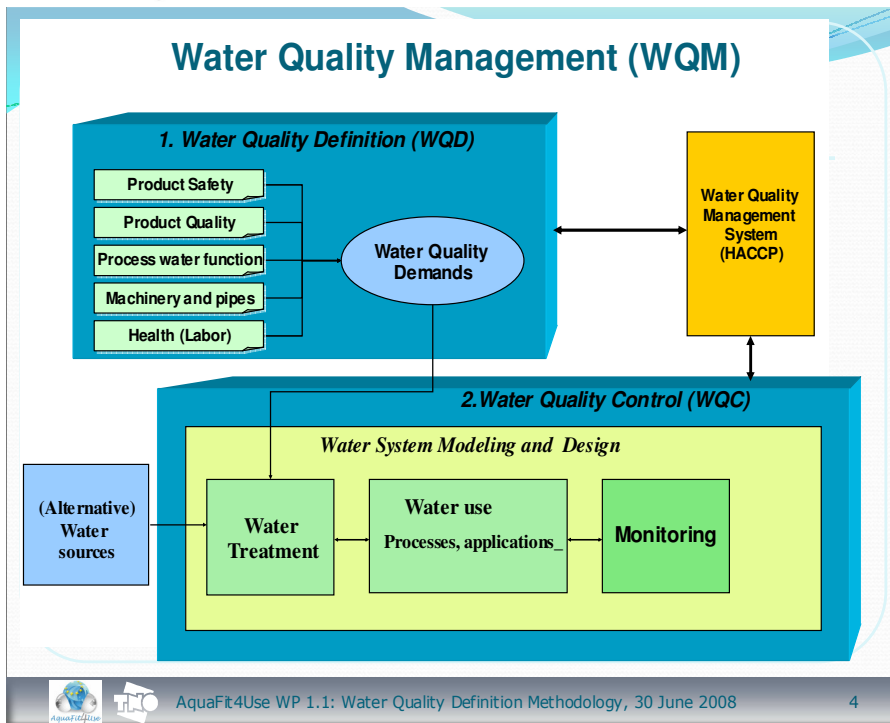 Water Quality Management (WQM)
1. Water Quality Definition (WQD)
Product Safety
Product Quality
Process water function
Machinery and pipes
Health (Labor)
Water Quality
Demands
Water Quality
Management
System
(HACCP)
2.Water Quality Control (WQC)
Water System Modeling and Design
(Alternative)
Water
sources
Water
Treatment
Water use
Processes, applications_
Monitoring
AquaFit4Use
TNO
AquaFit4Use WP 1.1: Water Quality Definition Methodology, 30 June 2008
4